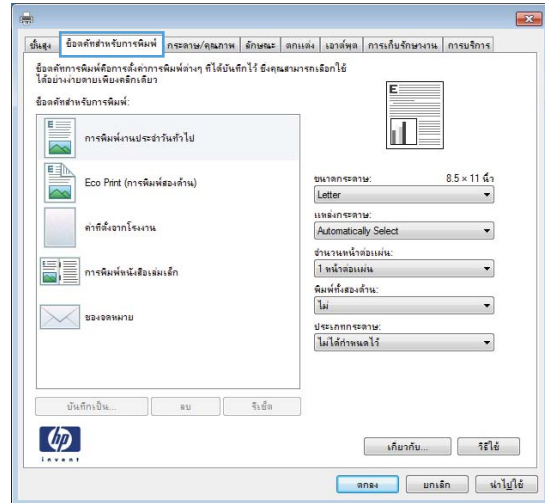 ขั้นสูง
ช็อตคัทสำหรับการพิมพ์
กระดาษ/คุณภาพ
ลักษณะ
ตกแต่ง
เอาต์พุต
การเก็บรักษางาน
การบริการ
ช็อตคัทการพิมพ์คือการตั้งค่าการพิมพ์ต่างๆ ที่ได้บันทึกไว้ ซึ่งคุณสามารถเลือกใช้
ได้อย่างง่ายดายเพียงคลิกเดียว
ช็อตคัทสำหรับการพิมพ์:
การพิมพ์งานประจำวันทั่วไป
Eco Print (การพิมพ์สองด้าน)
ค่าที่ตั้งจากโรงงาน
การพิมพ์หนังสือเล่มเล็ก
ซองจดหมาย
บันทึกเป็น...
ลบ
รีเซ็ต
E
ขนาดกระดาษ: 8.5 × 11 นิ้ว
Letter
แหล่งกระดาษ:
Automatically Select
จำนวนหน้าต่อแผ่น:
1 หน้าต่อแผ่น
พิมพ์ทั้งสองด้าน:
ไม่
ประเภทกระดาษ:
ไม่ได้กำหนดไว้
hp
invent
เกี่ยวกับ...
วิธีใช้
ตกลง
ยกเลิก
นำไปใช้